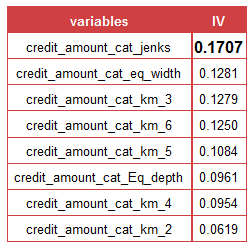 variables IV
credit_amount_cat_jenks 0.1707
credit_amount_cat_eq_width 0.1281
credit_amount_cat_km_3 0.1279
credit_amount_cat_km_6 0.1250
credit_amount_cat_km_5 0.1084
credit_amount_cat_Eq_depth 0.0961
credit_amount_cat_km_4 0.0954
credit_amount_cat_km_2 0.0619